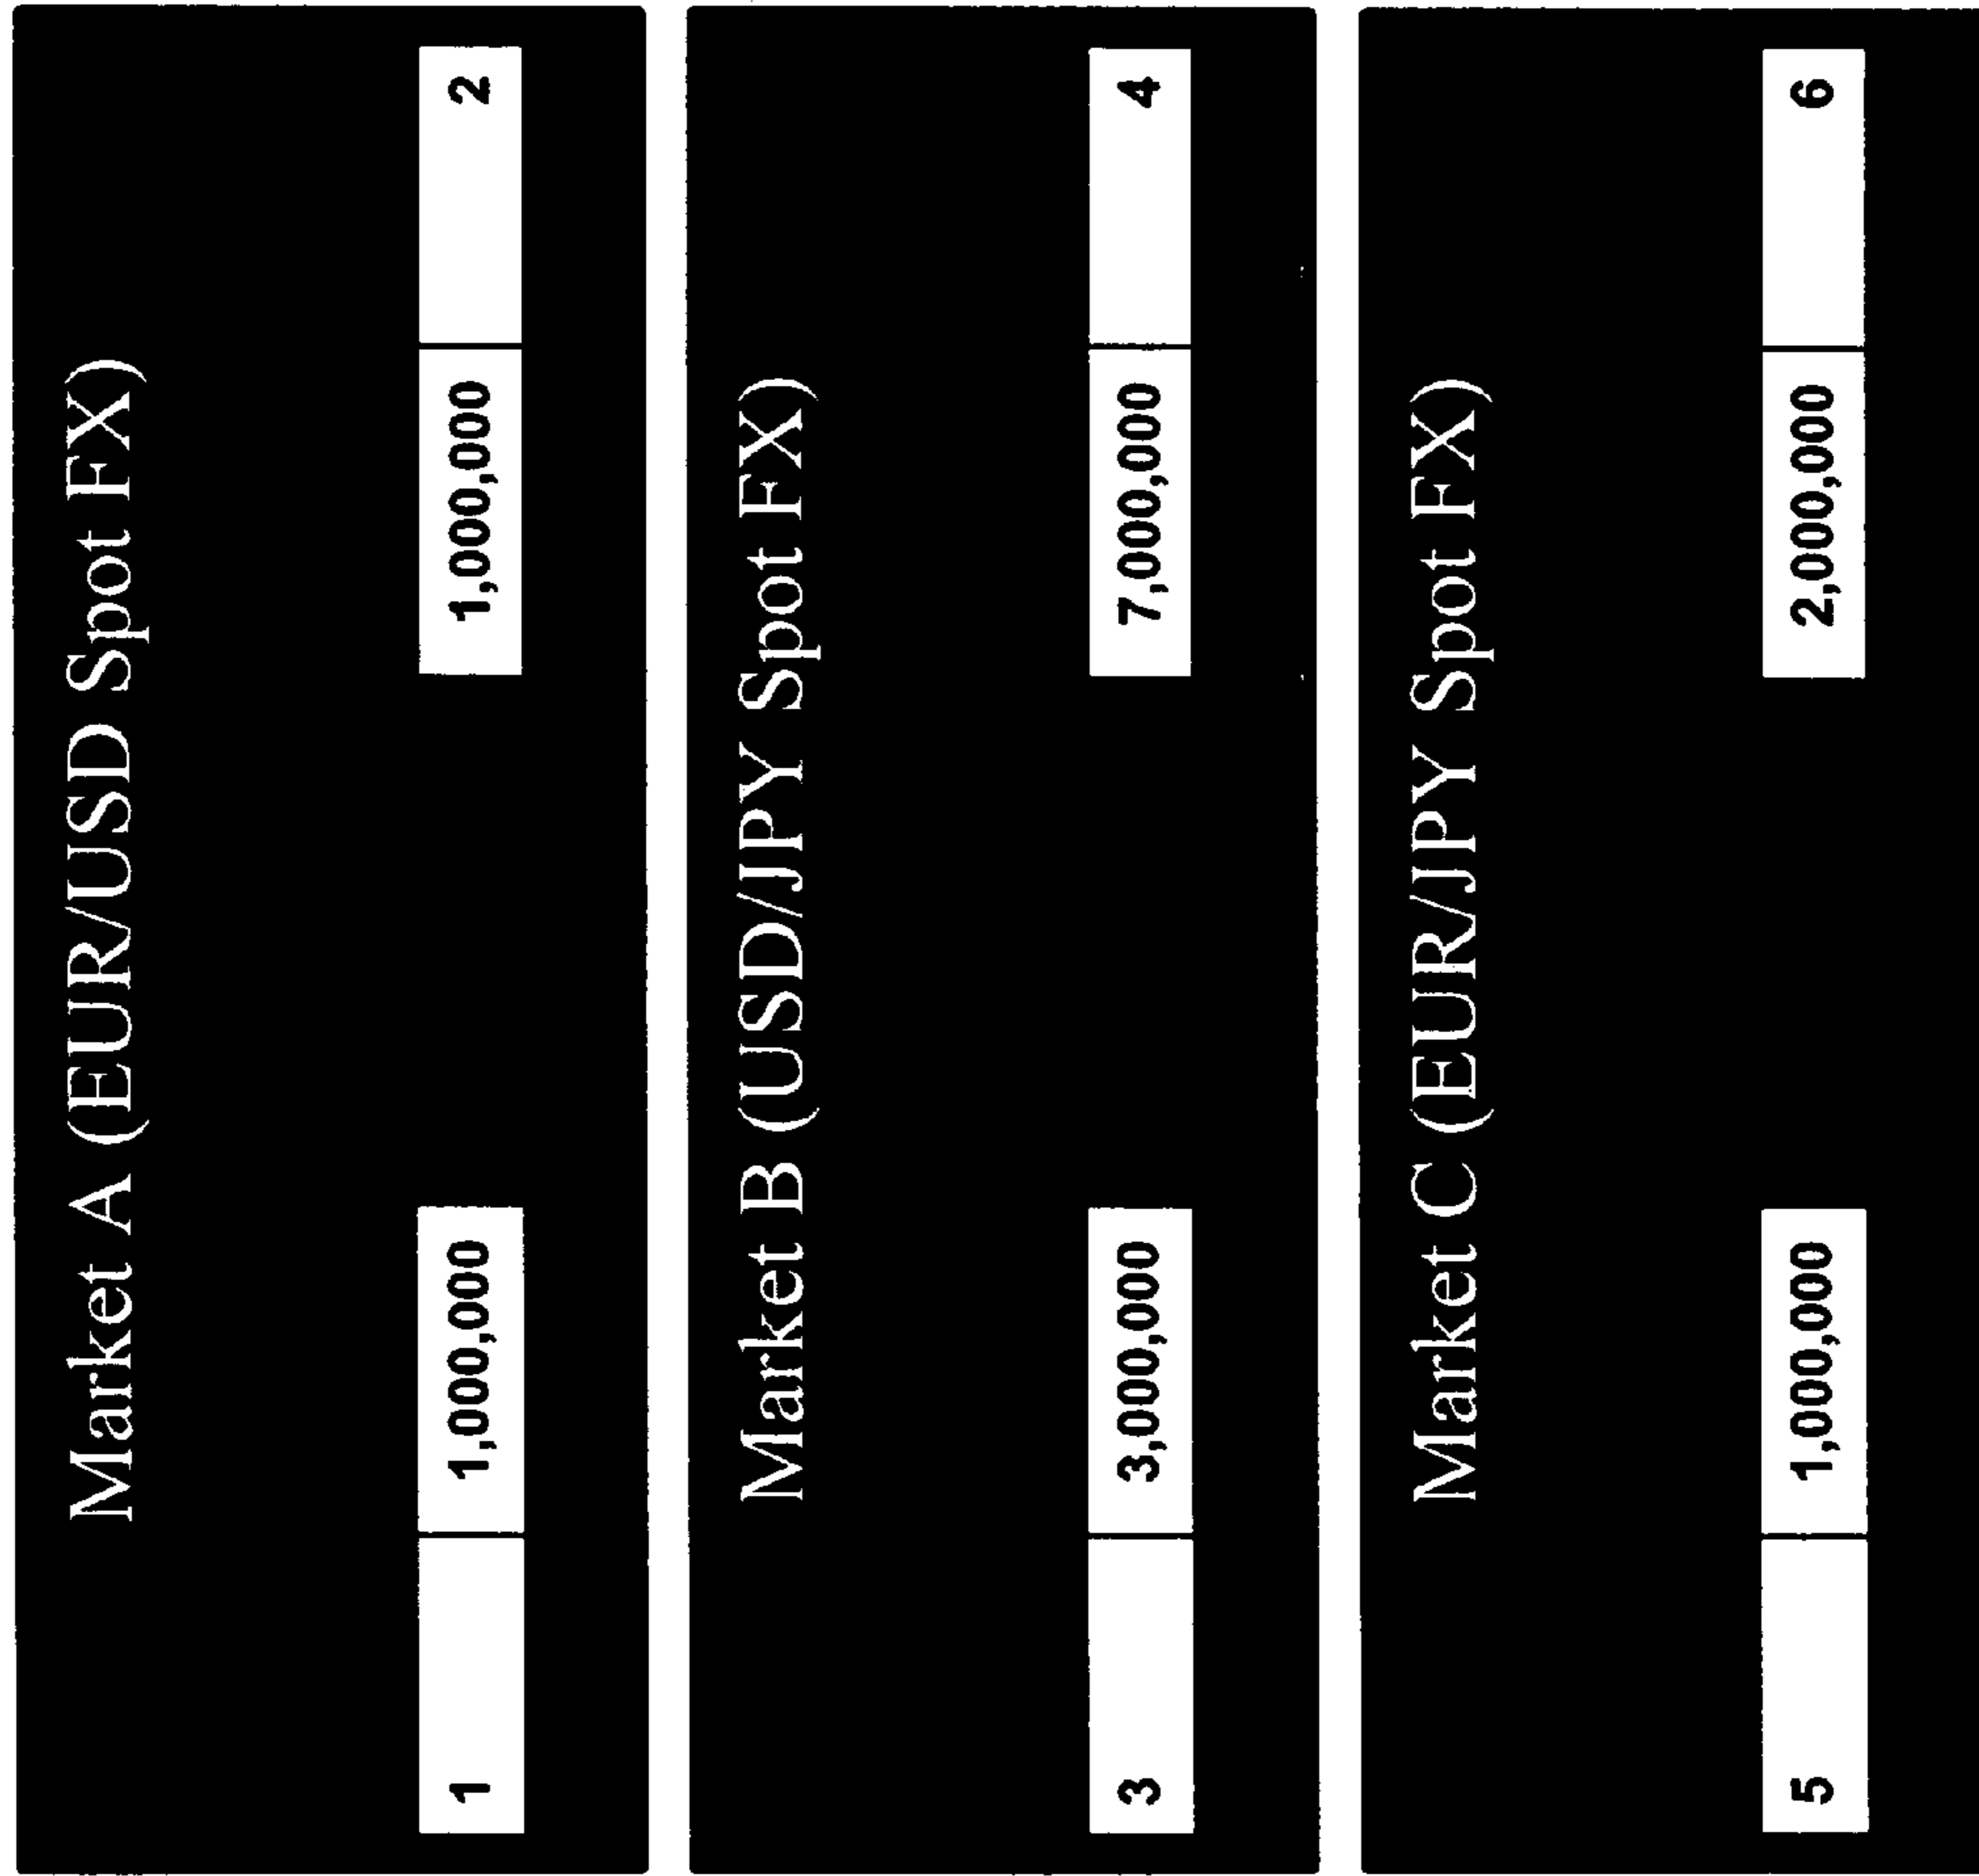 Market A (EUR/USD Spot FX)
1 1,000,000 1,000,000 2
Market B (USD/JPY Spot FX)
3 3,000,000 7,000,000 4
Market C (EUR/JPY Spot FX)
5 1,000,000 2,000,000 6